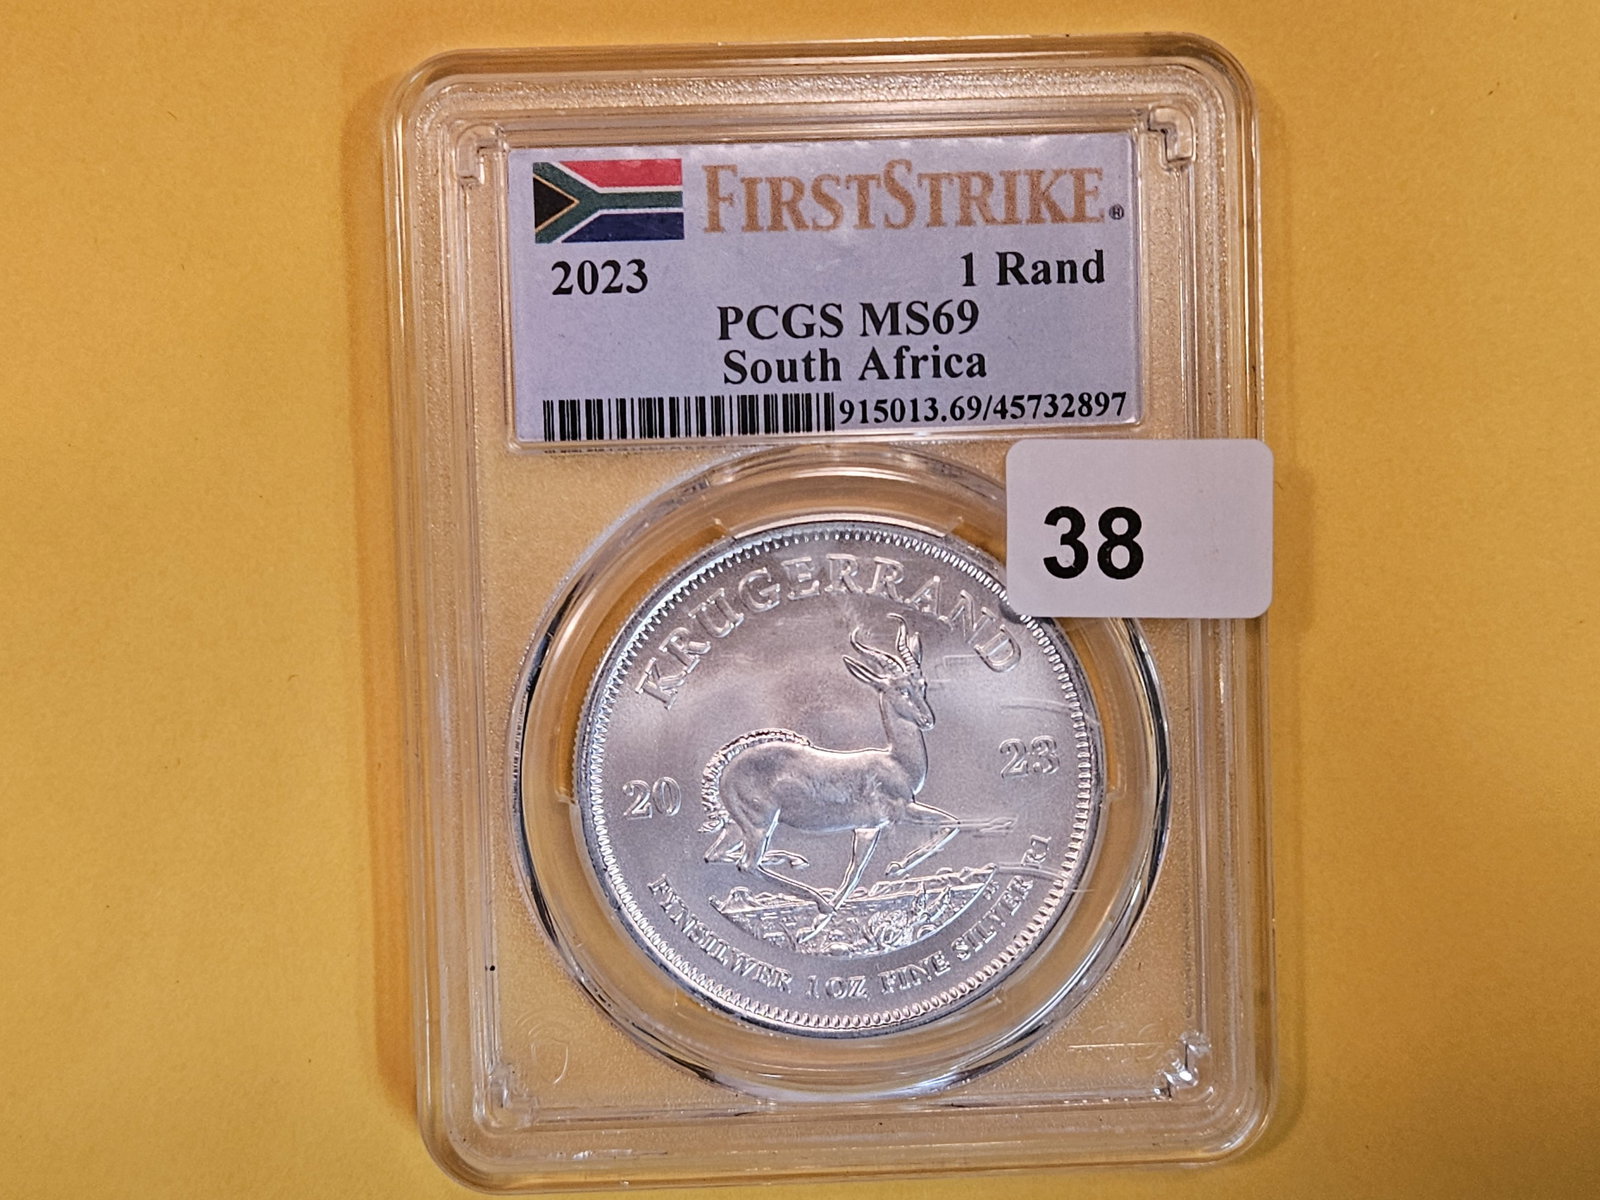 FIRSTSTRIKE®
2023 1 Rand
PCGS MS69
South Africa
915013.69/45732897
38
KRUGERRAND
20 23
FYNSILWER 1 OZ FINE SILVER R1